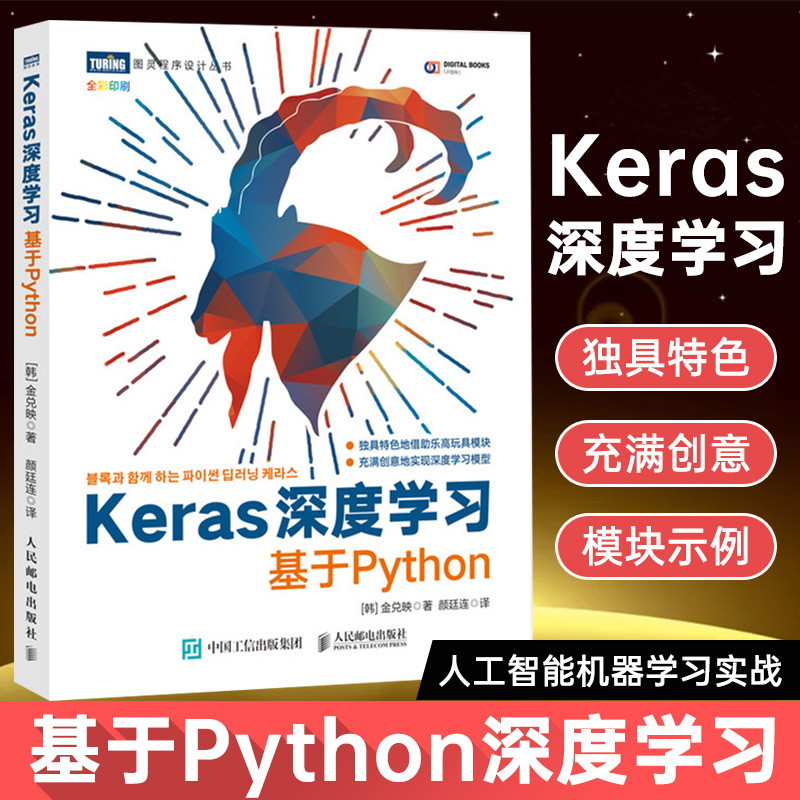 TURING
图灵教育
图灵程序设计丛书
全彩印刷
DIGITAL BOOKS
디지털북스
独具特色地借助乐高玩具模块
充满创意地实现深度学习模型
블록과 함께 하는 파이썬 딥러닝 케라스
Keras深度学习
基于Python
[韩] 金兑映 ◎ 著 颜廷连 ◎ 译
中国工信出版集团
人民邮电出版社
POSTS & TELECOM PRESS
Keras深度学习
基于Python
[韩] 金兑映 ◎ 著
颜廷连 ◎ 译
人民邮电出版社
Keras
深度学习
独具特色
充满创意
模块示例
人工智能机器学习实战
基于Python深度学习